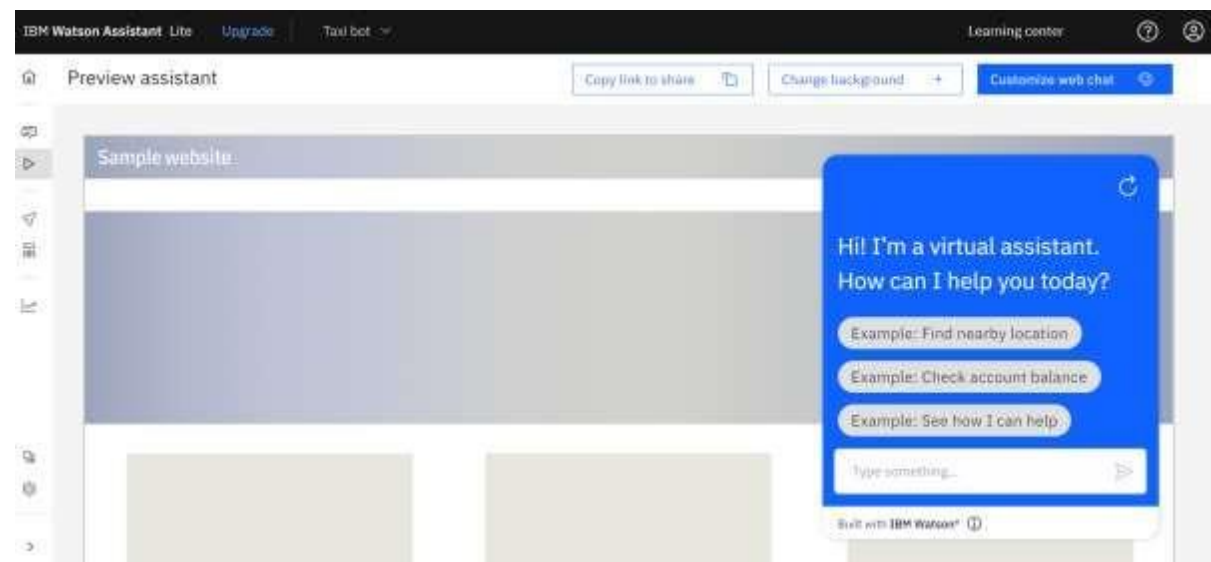 IBM Watson Assistant Lite Upgrade Taxi bot Learning center
Preview assistant Copy link to share Change background + Customize web chat
Sample website
Hi! I'm a virtual assistant.
How can I help you today?
Example: Find nearby location
Example: Check account balance
Example: See how I can help
Type something...
Built with IBM Watson®